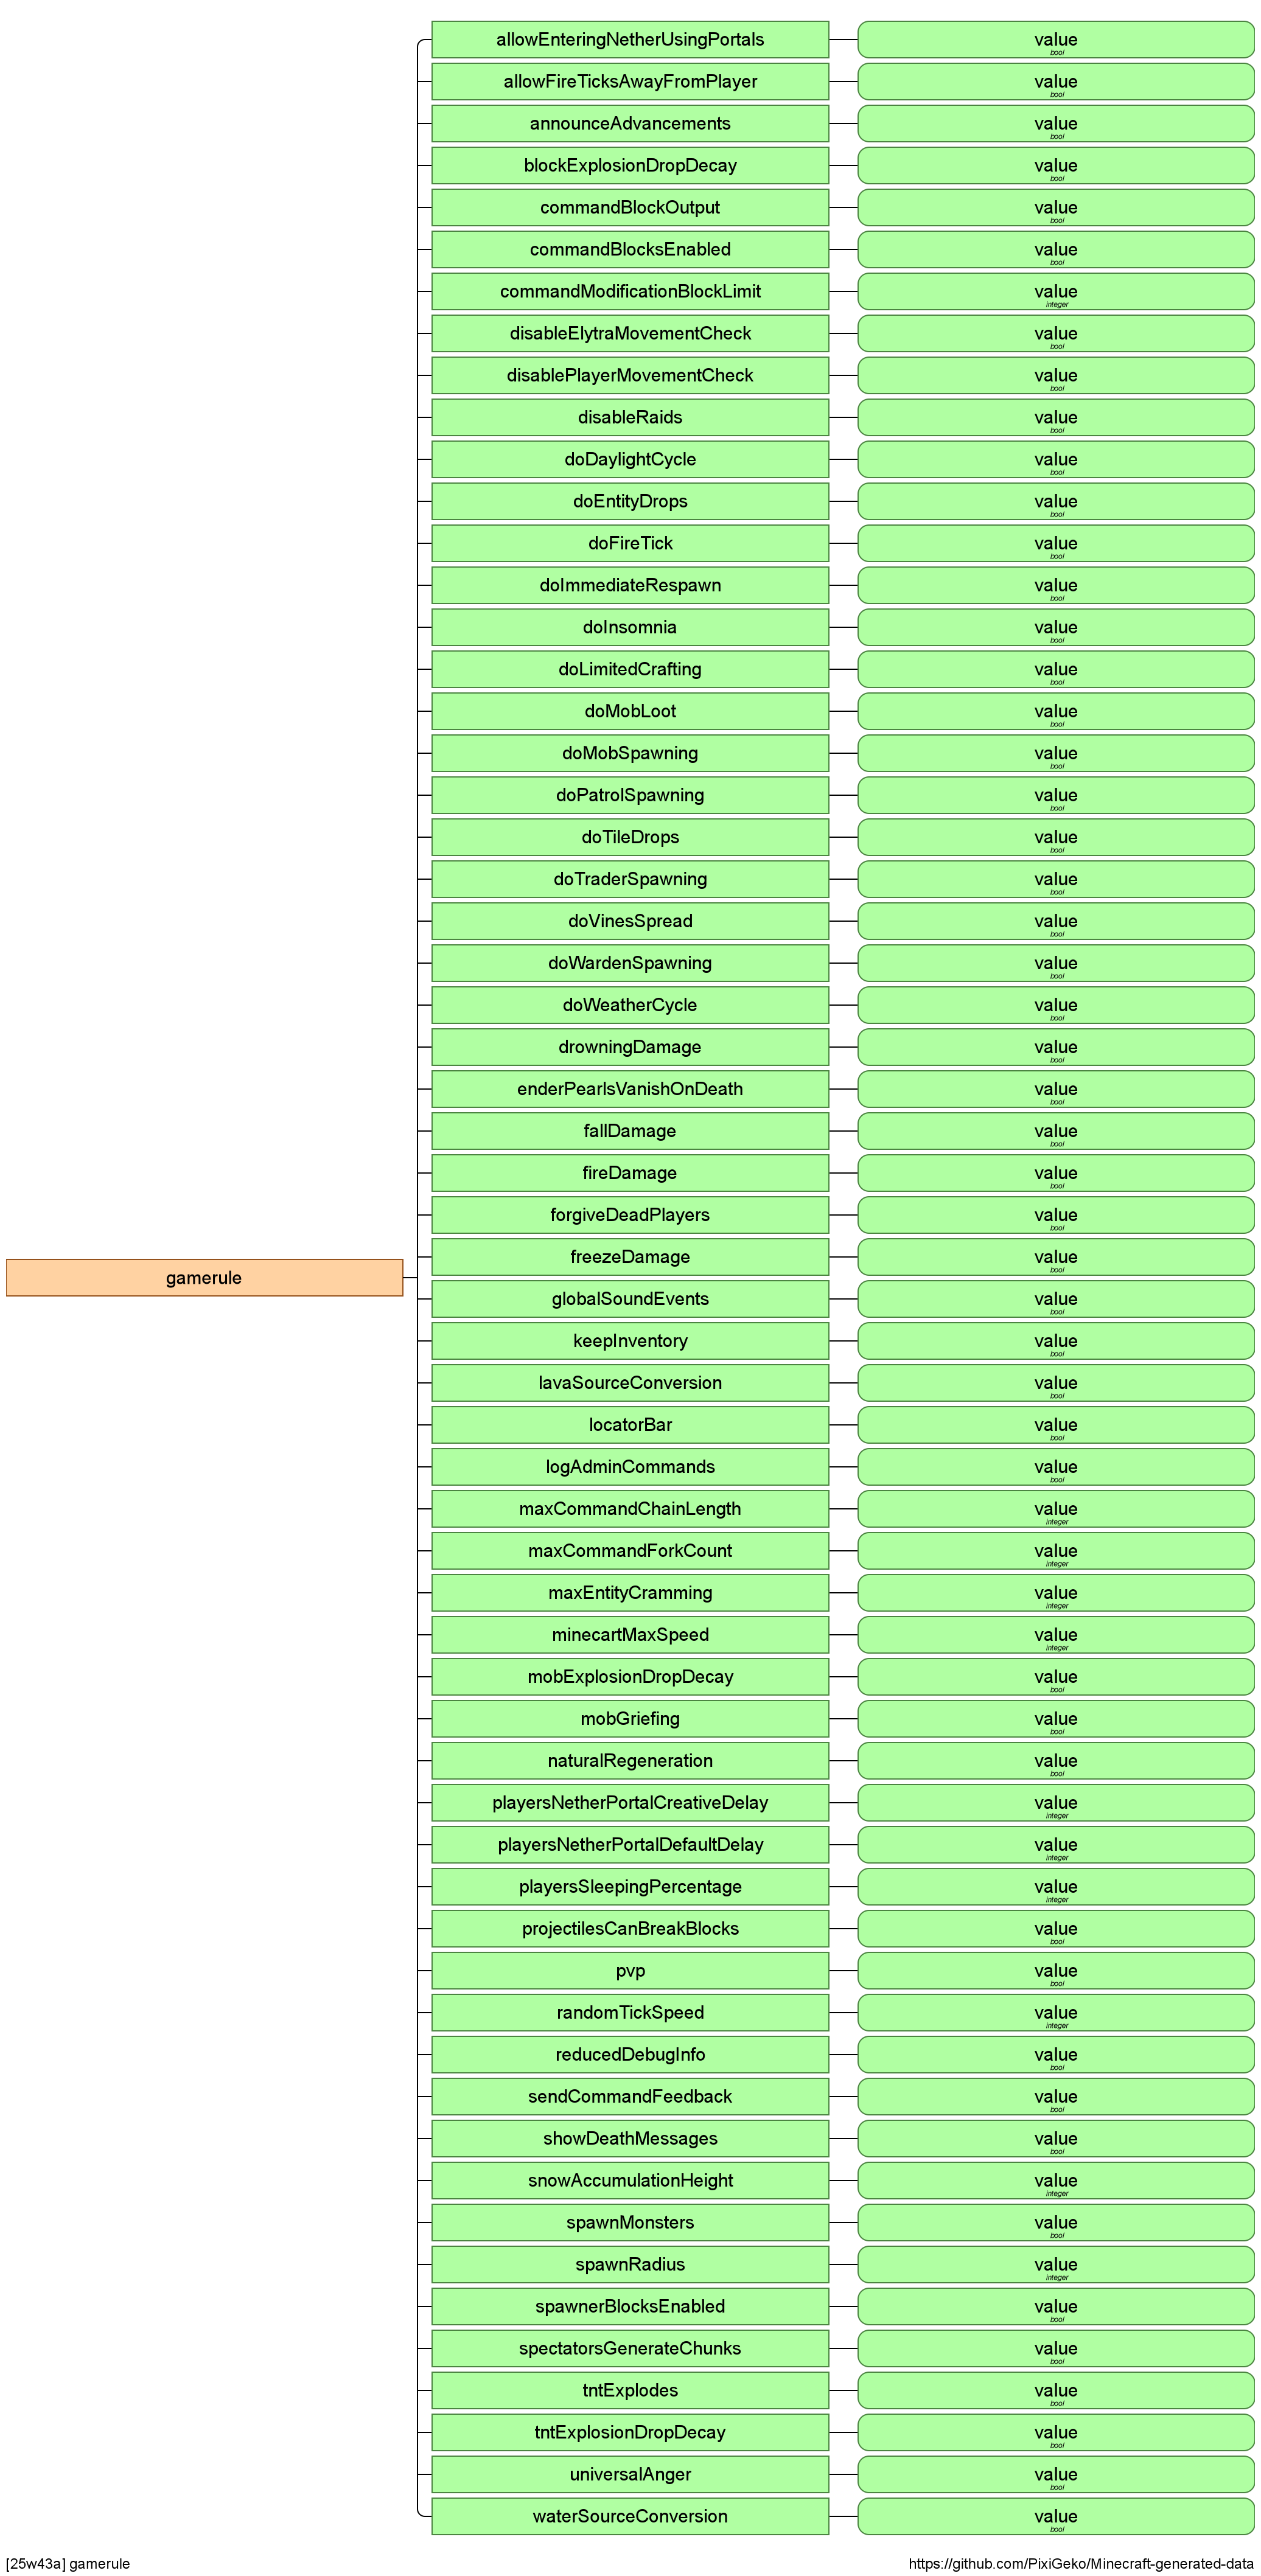 allowEnteringNetherUsingPortals value
bool
allowFireTicksAwayFromPlayer value
bool
announceAdvancements value
bool
blockExplosionDropDecay value
bool
commandBlockOutput value
bool
commandBlocksEnabled value
bool
commandModificationBlockLimit value
integer
disableElytraMovementCheck value
bool
disablePlayerMovementCheck value
bool
disableRaids value
bool
doDaylightCycle value
bool
doEntityDrops value
bool
doFireTick value
bool
doImmediateRespawn value
bool
doInsomnia value
bool
doLimitedCrafting value
bool
doMobLoot value
bool
doMobSpawning value
bool
doPatrolSpawning value
bool
doTileDrops value
bool
doTraderSpawning value
bool
doVinesSpread value
bool
doWardenSpawning value
bool
doWeatherCycle value
bool
drowningDamage value
bool
enderPearlsVanishOnDeath value
bool
fallDamage value
bool
fireDamage value
bool
forgiveDeadPlayers value
bool
freezeDamage value
bool
gamerule
globalSoundEvents value
bool
keepInventory value
bool
lavaSourceConversion value
bool
locatorBar value
bool
logAdminCommands value
bool
maxCommandChainLength value
integer
maxCommandForkCount value
integer
maxEntityCramming value
integer
minecartMaxSpeed value
integer
mobExplosionDropDecay value
bool
mobGriefing value
bool
naturalRegeneration value
bool
playersNetherPortalCreativeDelay value
integer
playersNetherPortalDefaultDelay value
integer
playersSleepingPercentage value
integer
projectilesCanBreakBlocks value
bool
pvp value
bool
randomTickSpeed value
integer
reducedDebugInfo value
bool
sendCommandFeedback value
bool
showDeathMessages value
bool
snowAccumulationHeight value
integer
spawnMonsters value
bool
spawnRadius value
integer
spawnerBlocksEnabled value
bool
spectatorsGenerateChunks value
bool
tntExplodes value
bool
tntExplosionDropDecay value
bool
universalAnger value
bool
waterSourceConversion value
bool
[25w43a] gamerule https://github.com/PixiGeko/Minecraft-generated-data